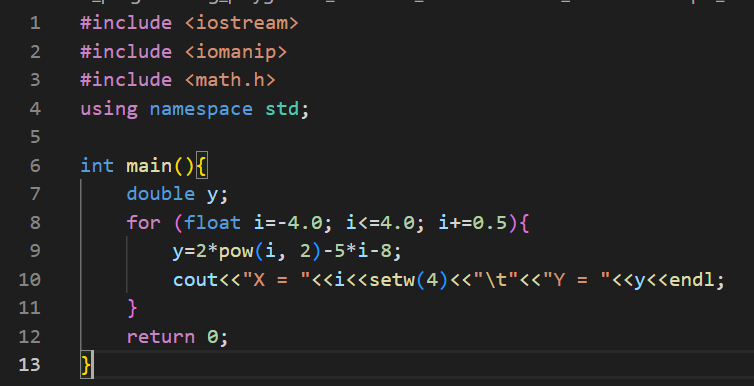 1 #include <iostream>
2 #include <iomanip>
3 #include <math.h>
4 using namespace std;
5
6 int main(){
7     double y;
8     for (float i=-4.0; i<=4.0; i+=0.5){
9         y=2*pow(i, 2)-5*i-8;
10         cout<<"X = "<<i<<setw(4)<<"\t"<<"Y = "<<y<<endl;
11     }
12     return 0;
13 }